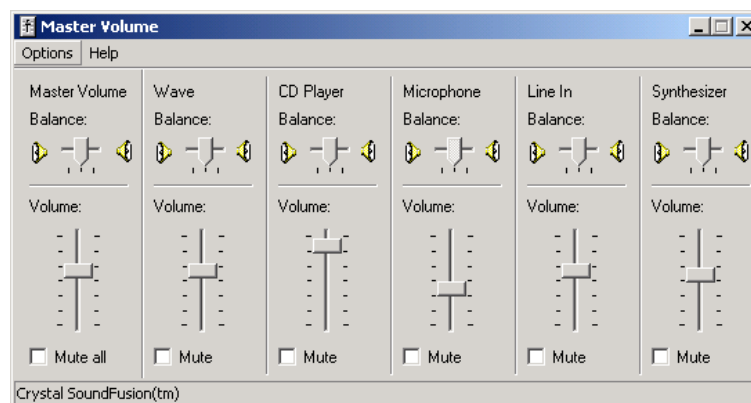 Master Volume
Options Help
Master Volume Wave CD Player Microphone Line In Synthesizer
Balance: Balance: Balance: Balance: Balance: Balance:
Volume: Volume: Volume: Volume: Volume: Volume:
Mute all Mute Mute Mute Mute Mute
Crystal SoundFusion(tm)